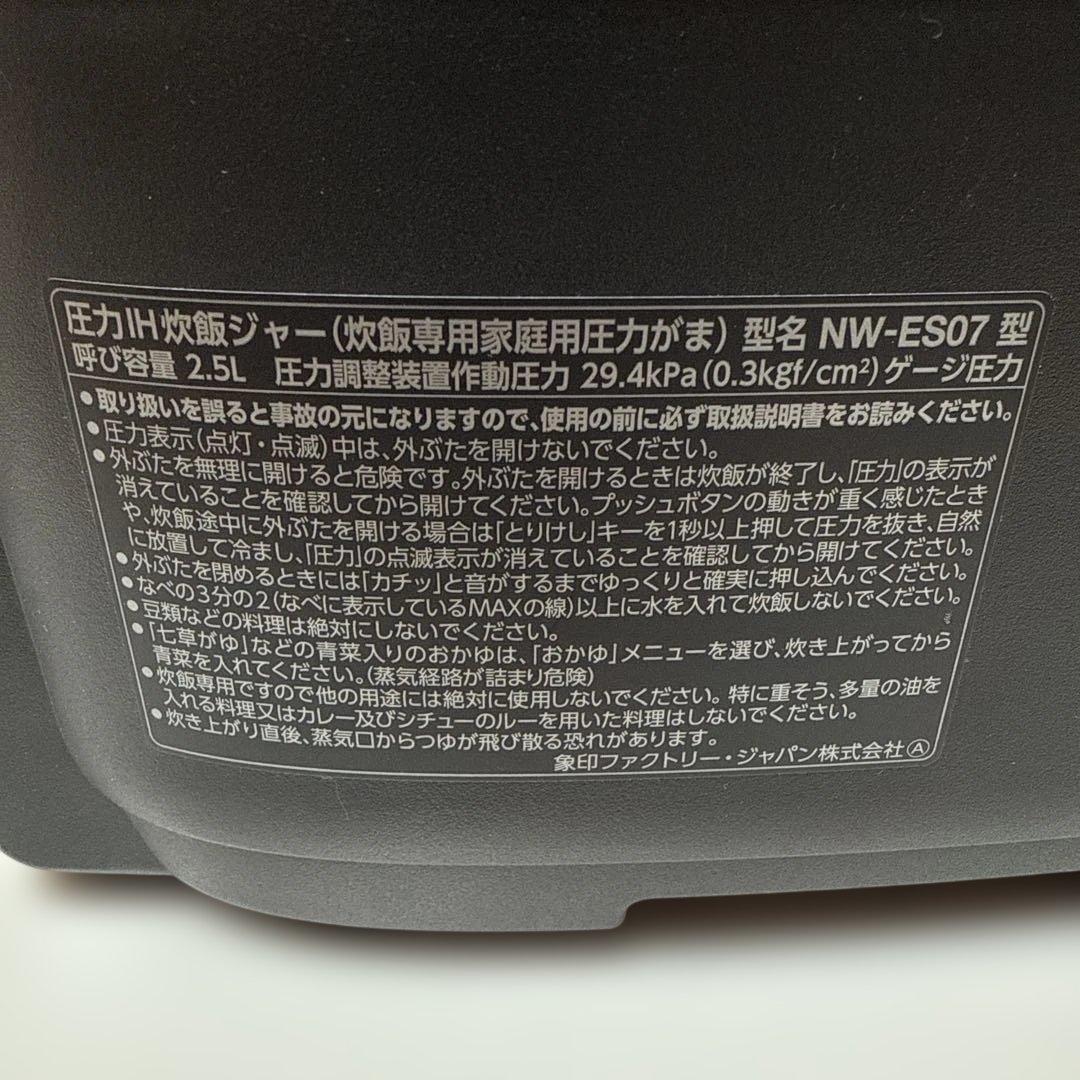 圧力IH炊飯ジャー(炊飯専用家庭用圧力がま) 型名 NW-ES07 型
呼び容量 2.5L 圧力調整装置作動圧力 29.4kPa(0.3kgf/cm²)ゲージ圧力
●取り扱いを誤ると事故の元になりますので、使用の前に必ず取扱説明書をお読みください。
●圧力表示(点灯・点滅)中は、外ぶたを開けないでください。
●外ぶたを無理に開けると危険です。外ぶたを開けるときは炊飯が終了し、「圧力」の表示が
消えていることを確認してから開けてください。プッシュボタンの動きが重く感じたとき
や、炊飯途中に外ぶたを開ける場合は「とりけし」キーを1秒以上押して圧力を抜き、自然
に放置して冷まし、「圧力」の点滅表示が消えていることを確認してから開けてください。
●外ぶたを閉めるときには「カチッ」と音がするまでゆっくりと確実に押し込んでください。
●なべの3分の2(なべに表示しているMAXの線)以上に水を入れて炊飯しないでください。
●豆類などの料理は絶対にしないでください。
●「七草がゆ」などの青菜入りのおかゆは、「おかゆ」メニューを選び、炊き上がってから
青菜を入れてください。(蒸気経路が詰まり危険)
●炊飯専用ですので他の用途には絶対に使用しないでください。特に重そう、多量の油を
入れる料理又はカレー及びシチューのルーを用いた料理はしないでください。
●炊き上がり直後、蒸気口からつゆが飛び散る恐れがあります。
象印ファクトリー・ジャパン株式会社Ⓐ